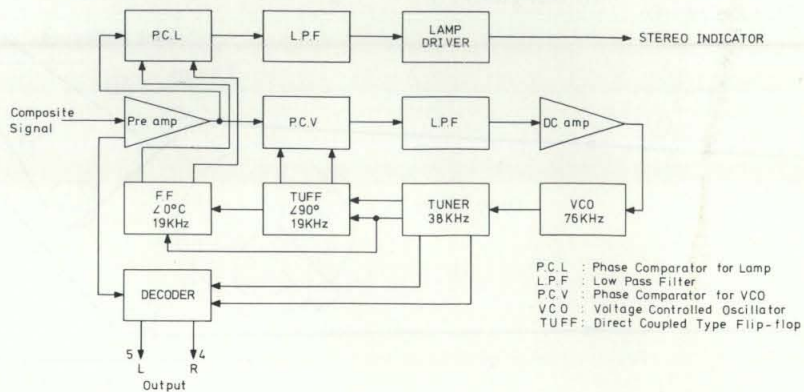 P.C.L
L.P.F
LAMP
DRIVER
STEREO INDICATOR
Composite
Signal
Pre amp
P.C.V
L.P.F
DC amp
F.F
∠0°C
19KHz
TUFF
∠90°
19KHz
TUNER
38KHz
VCO
76KHz
DECODER
P.C.L : Phase Comparator for Lamp
L.P.F : Low Pass Filter
P.C.V : Phase Comparator for VCO
VCO : Voltage Controlled Oscillator
TUFF : Direct Coupled Type Flip-flop
5 4
L R
Output